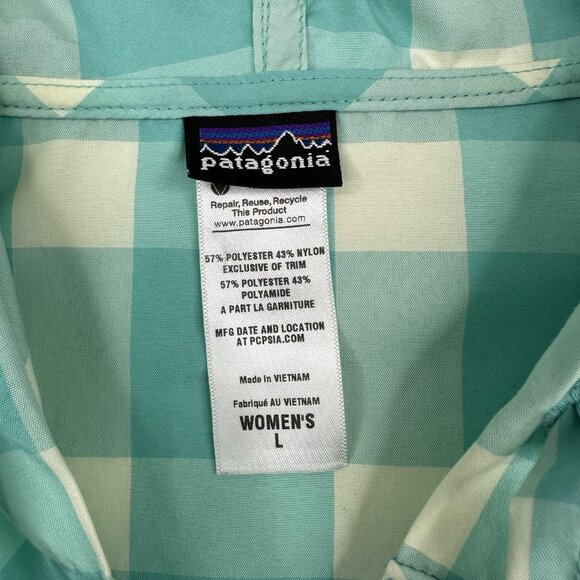 patagonia
Repair, Reuse, Recycle
This Product
www.patagonia.com
57% POLYESTER 43% NYLON
EXCLUSIVE OF TRIM
57% POLYESTER 43%
POLYAMIDE
A PART LA GARNITURE
MFG DATE AND LOCATION
AT PCPSIA.COM
Made in VIETNAM
Fabriqué AU VIETNAM
WOMEN'S
L